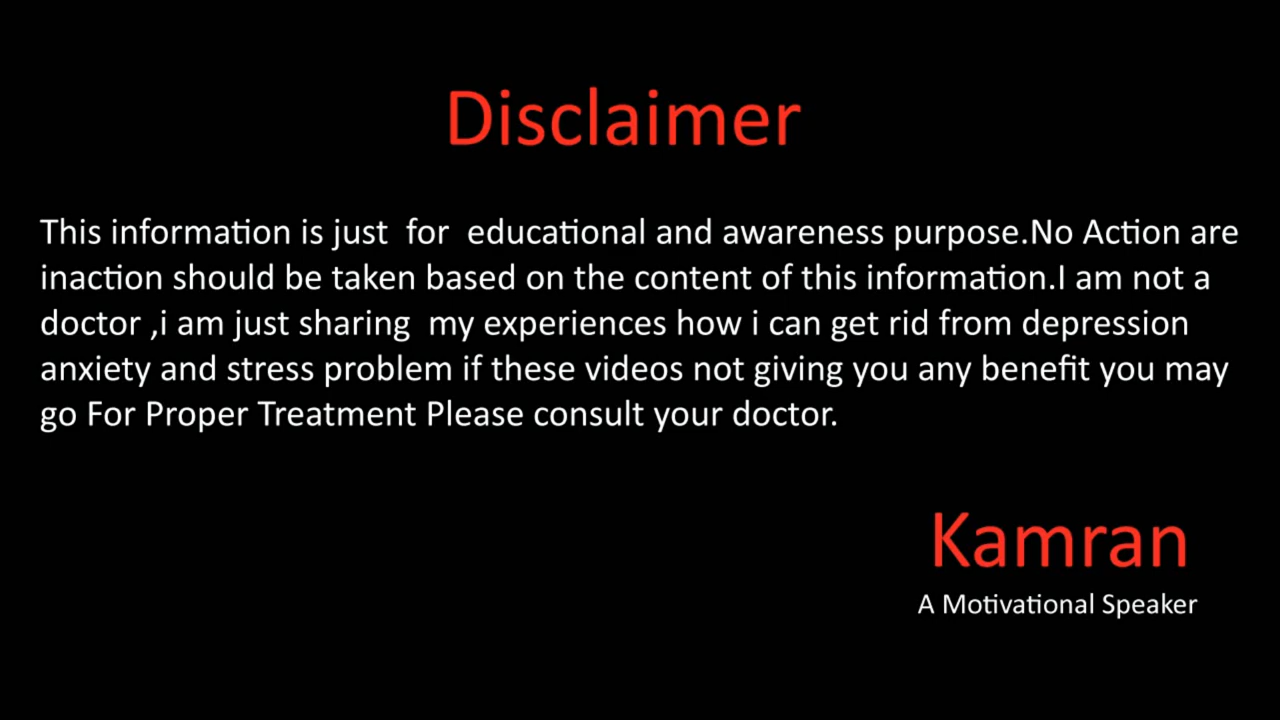 Disclaimer
This information is just  for  educational and awareness purpose.No Action are
inaction should be taken based on the content of this information.I am not a
doctor ,i am just sharing  my experiences how i can get rid from depression
anxiety and stress problem if these videos not giving you any benefit you may
go For Proper Treatment Please consult your doctor.
Kamran
A Motivational Speaker